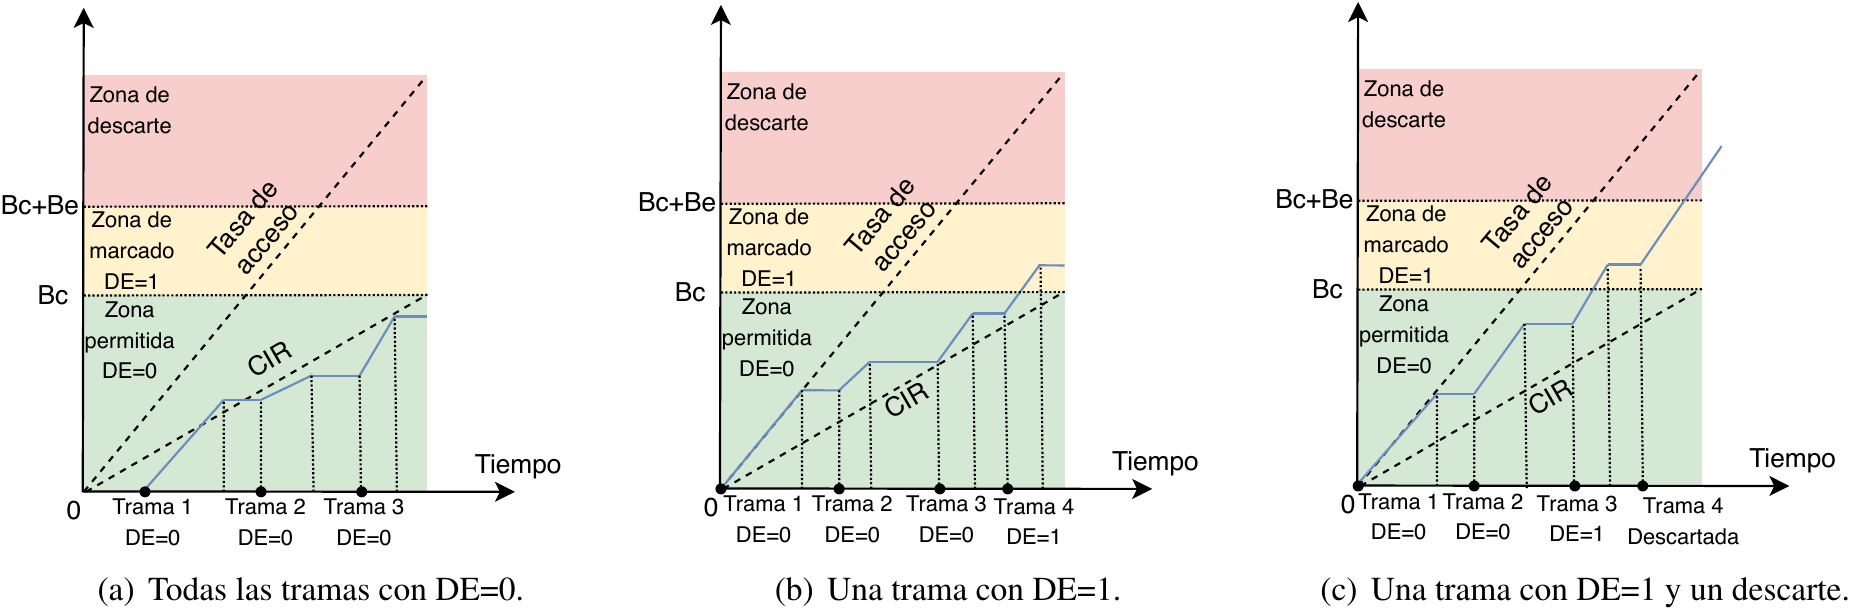 Zona de
descarte
Bc+Be
Zona de
marcado
DE=1
Tasa de
acceso
Bc
Zona
permitida
DE=0
CIR
Tiempo
0
Trama 1
DE=0
Trama 2
DE=0
Trama 3
DE=0
(a) Todas las tramas con DE=0.
Zona de
descarte
Bc+Be
Zona de
marcado
DE=1
Tasa de
acceso
Bc
Zona
permitida
DE=0
CIR
Tiempo
0
Trama 1
DE=0
Trama 2
DE=0
Trama 3
DE=0
Trama 4
DE=1
(b) Una trama con DE=1.
Zona de
descarte
Bc+Be
Zona de
marcado
DE=1
Tasa de
acceso
Bc
Zona
permitida
DE=0
CIR
Tiempo
0
Trama 1
DE=0
Trama 2
DE=0
Trama 3
DE=1
Trama 4
Descartada
(c) Una trama con DE=1 y un descarte.